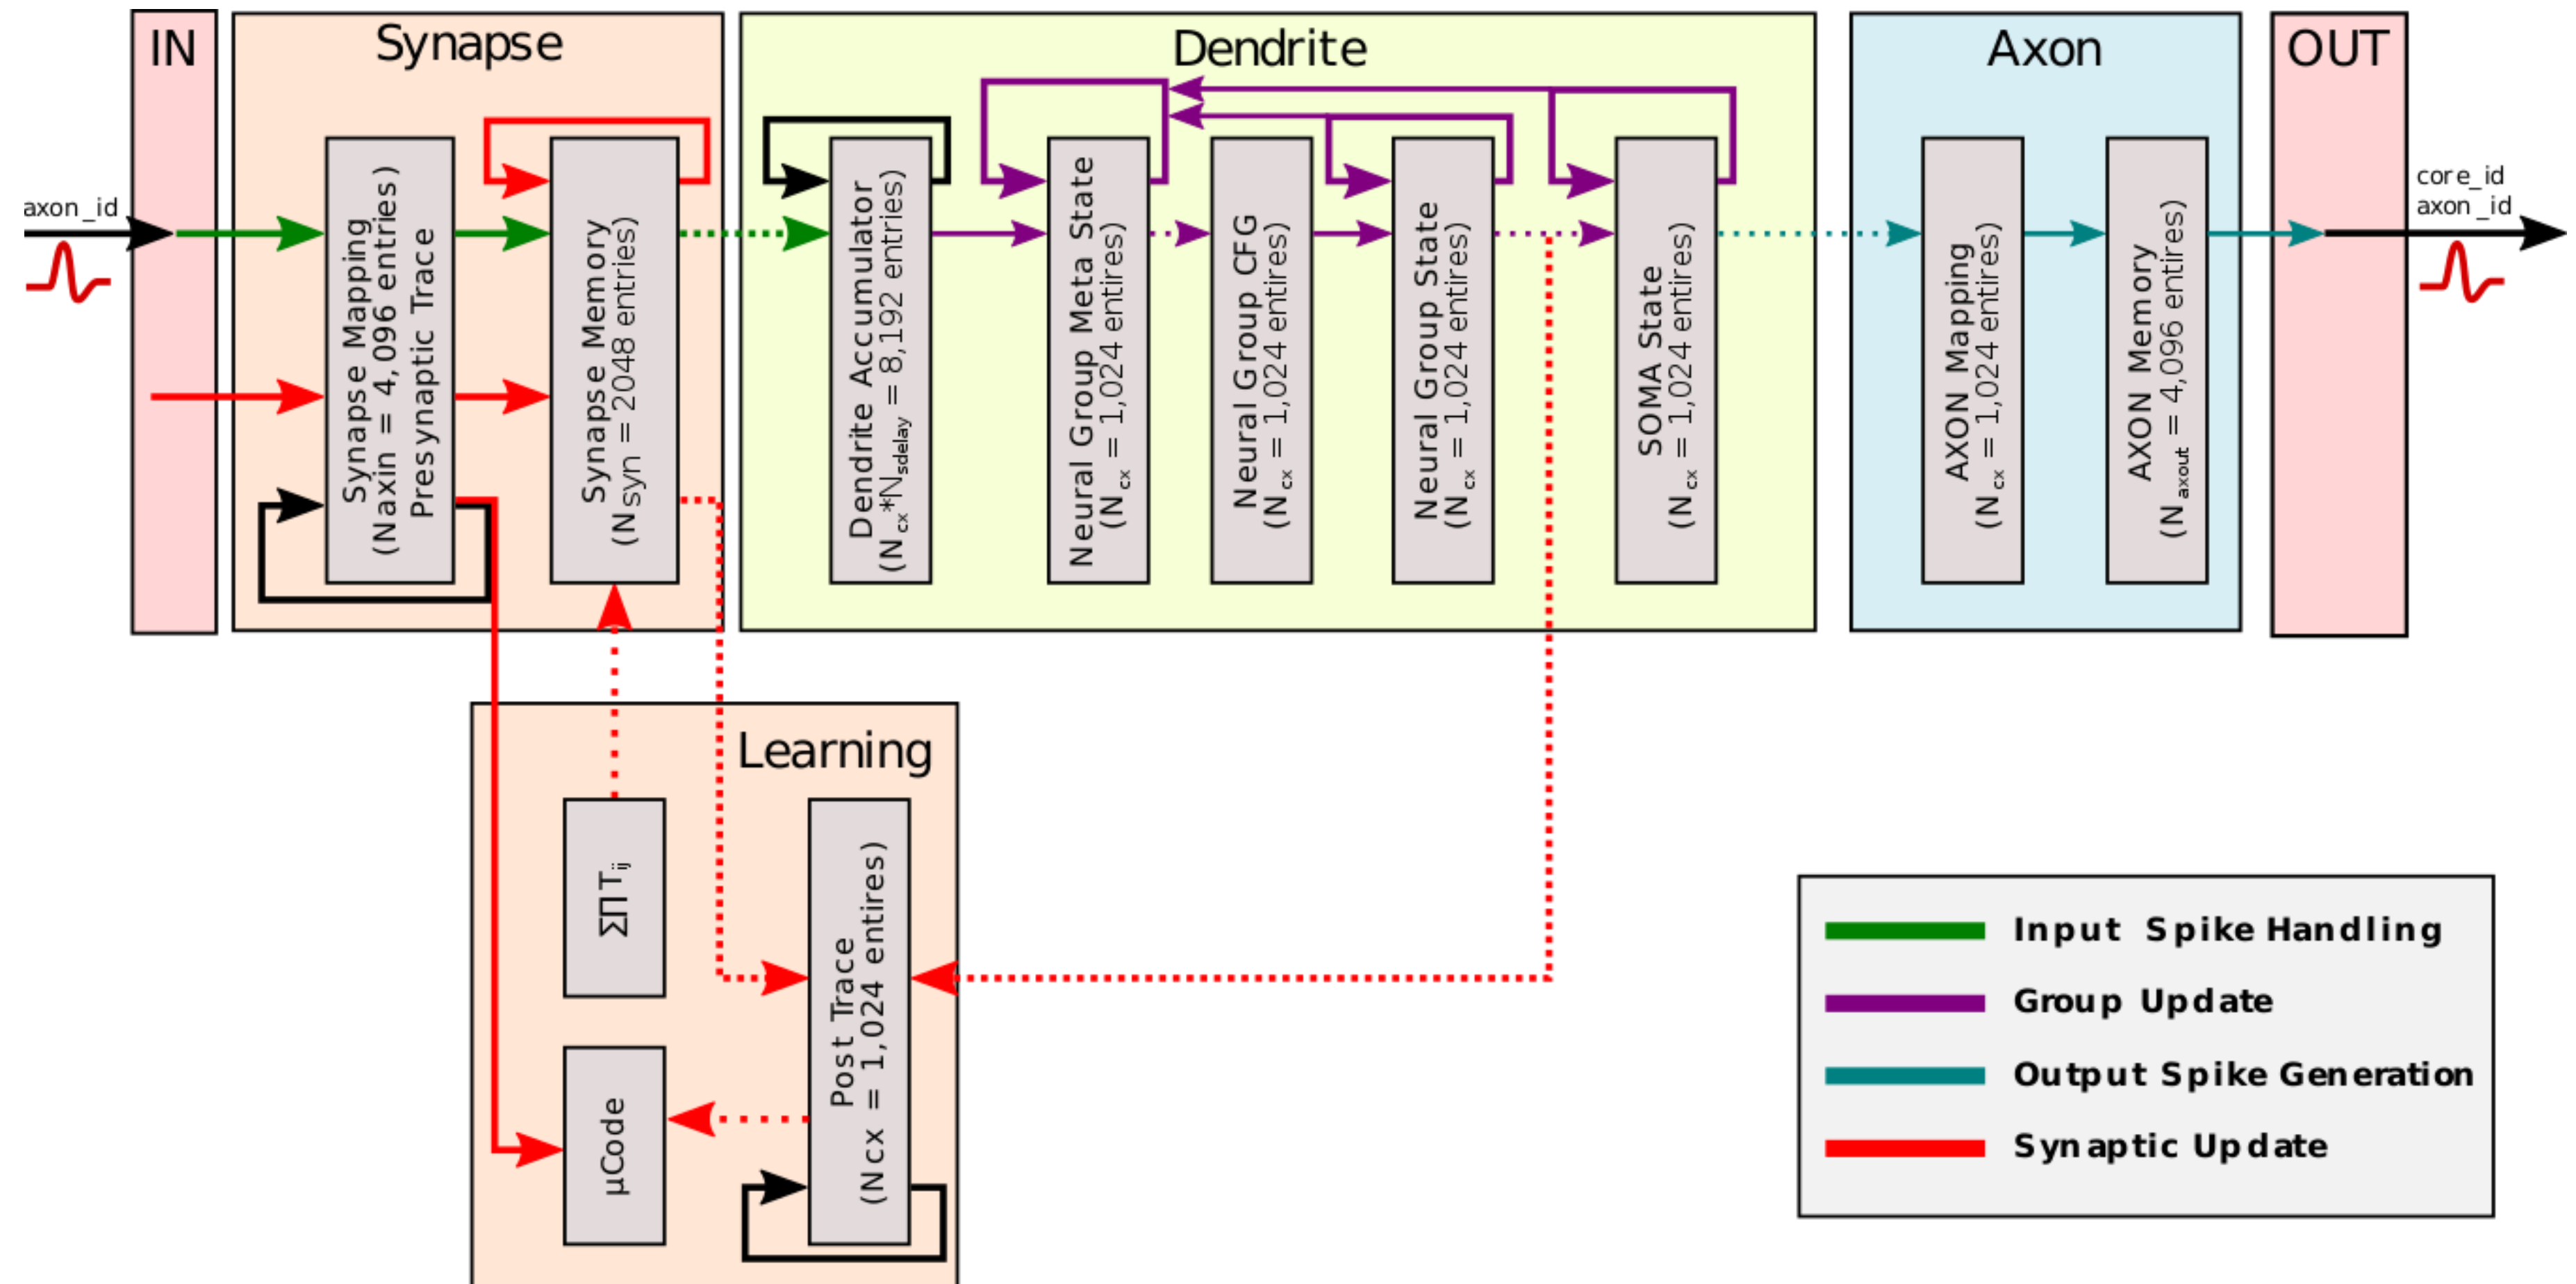 IN
Synapse
Dendrite
Axon
OUT
axon_id
core_id
axon_id
Synapse Mapping
(Naxin = 4,096 entries)
Presynaptic Trace
Synapse Memory
(Nsyn = 2048 entries)
Dendrite Accumulator
(Ncx*Nsdelay = 8,192 entries)
Neural Group Meta State
(Ncx = 1,024 entires)
Neural Group CFG
(Ncx = 1,024 entires)
Neural Group State
(Ncx = 1,024 entires)
SOMA State
(Ncx = 1,024 entires)
AXON Mapping
(Ncx = 1,024 entires)
AXON Memory
(Naxout = 4,096 entires)
Learning
ΣΠ Tij
Post Trace
(Ncx = 1,024 entires)
μCode
Input Spike Handling
Group Update
Output Spike Generation
Synaptic Update